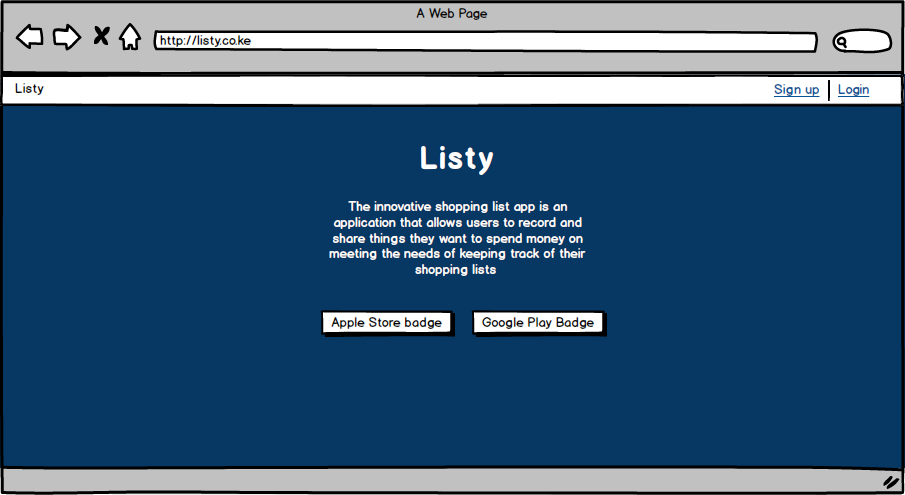 A Web Page
http://listy.co.ke
Listy
Sign up
Login
Listy
The innovative shopping list app is an
application that allows users to record and
share things they want to spend money on
meeting the needs of keeping track of their
shopping lists
Apple Store badge
Google Play Badge